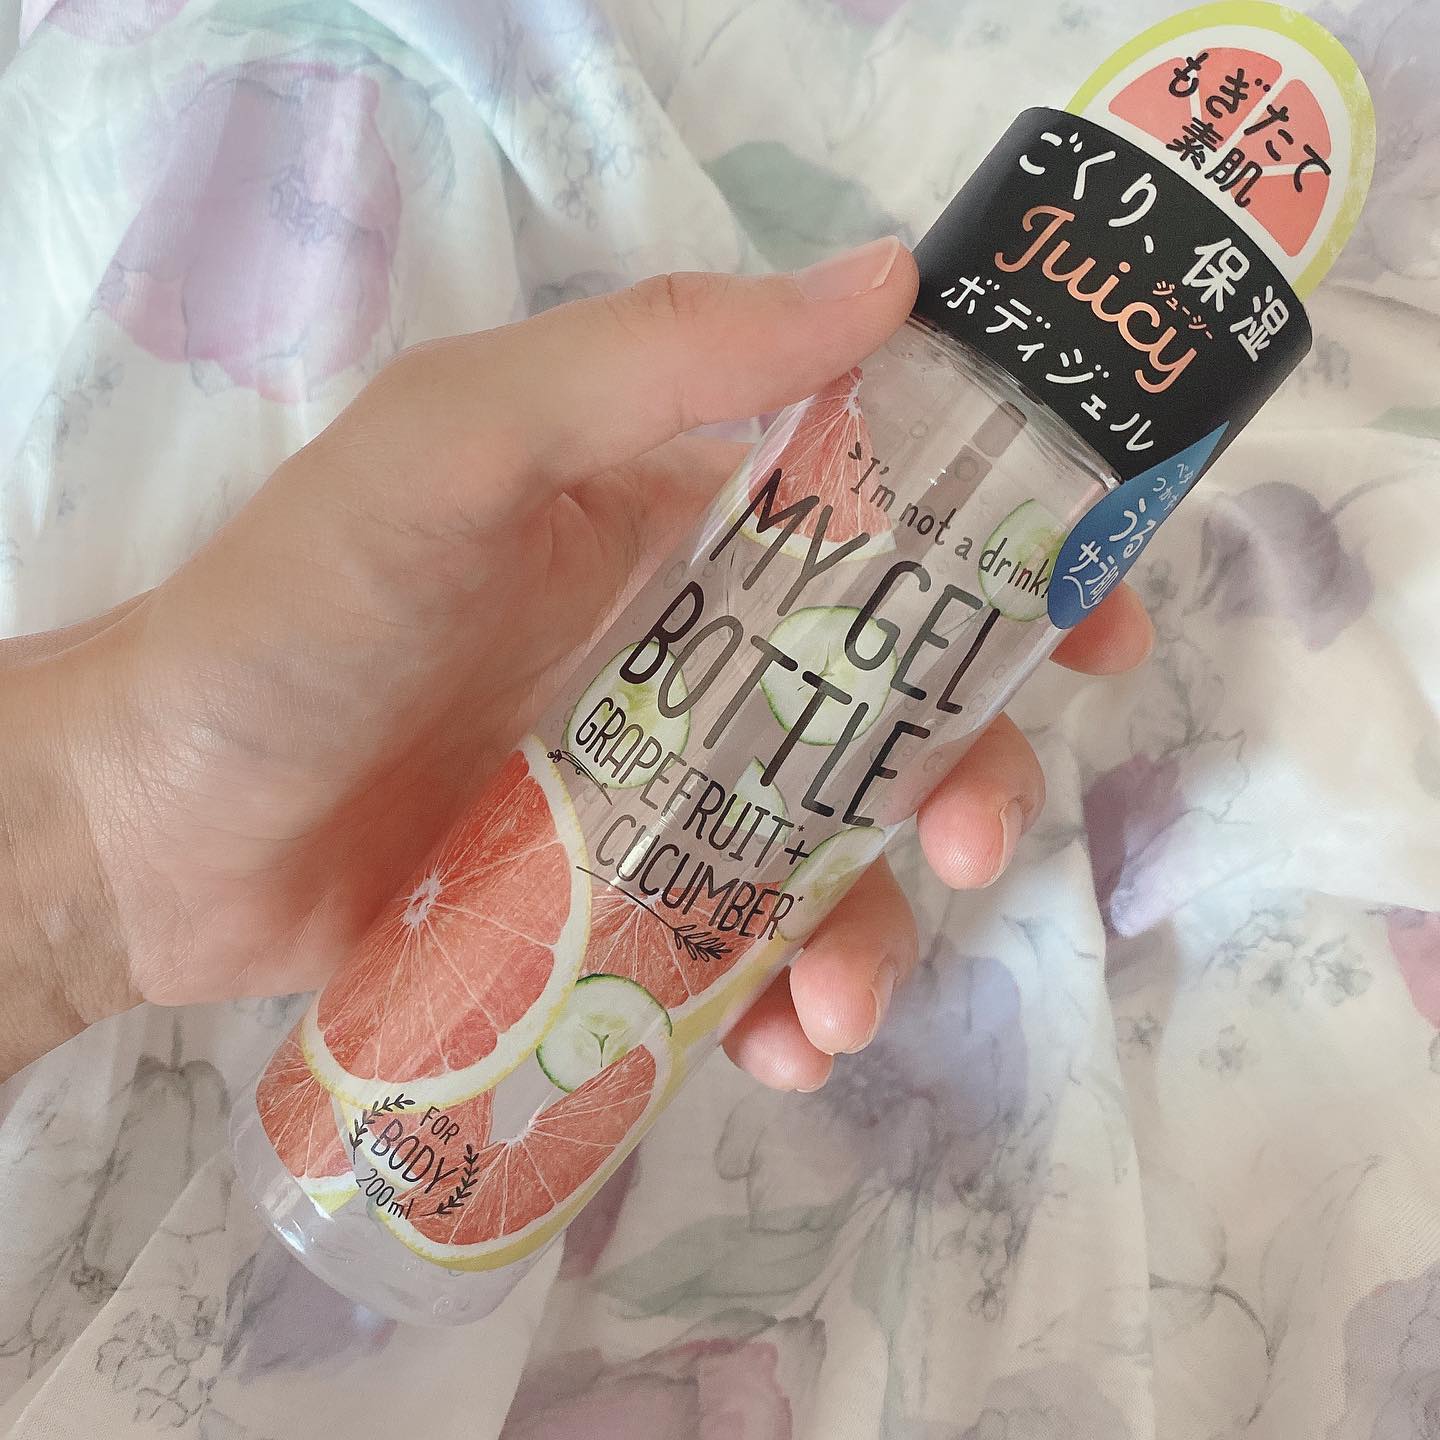 もぎたて
素肌
ごくり、保湿
Juicy
ジューシー
ボディジェル
うる
サラ肌
I'm not a drink!
MY GEL
BOTTLE
GRAPEFRUIT*+
CUCUMBER*
FOR
BODY
200ml